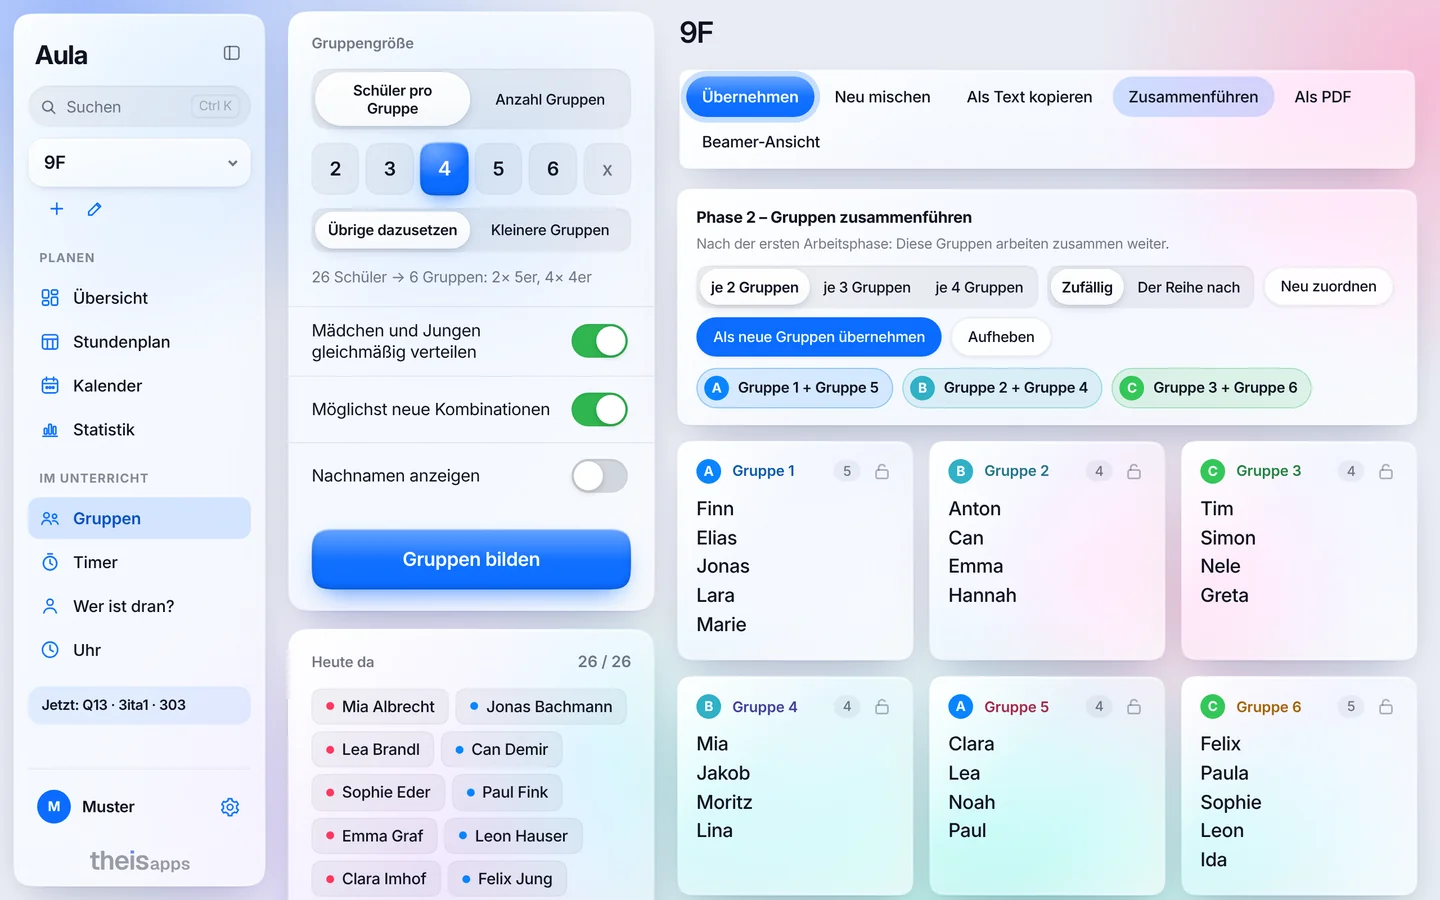 Aula
Suchen
Ctrl K
9F
PLANEN
Übersicht
Stundenplan
Kalender
Statistik
IM UNTERRICHT
Gruppen
Timer
Wer ist dran?
Uhr
Jetzt: Q13 · 3ita1 · 303
M Muster
theisapps
Gruppengröße
Schüler pro
Gruppe
Anzahl Gruppen
2 3 4 5 6 x
Übrige dazusetzen Kleinere Gruppen
26 Schüler → 6 Gruppen: 2× 5er, 4× 4er
Mädchen und Jungen
gleichmäßig verteilen
Möglichst neue Kombinationen
Nachnamen anzeigen
Gruppen bilden
Heute da 26 / 26
Mia Albrecht Jonas Bachmann
Lea Brandl Can Demir
Sophie Eder Paul Fink
Emma Graf Leon Hauser
Clara Imhof Felix Jung
9F
Übernehmen Neu mischen Als Text kopieren Zusammenführen Als PDF
Beamer-Ansicht
Phase 2 – Gruppen zusammenführen
Nach der ersten Arbeitsphase: Diese Gruppen arbeiten zusammen weiter.
je 2 Gruppen je 3 Gruppen je 4 Gruppen Zufällig Der Reihe nach Neu zuordnen
Als neue Gruppen übernehmen Aufheben
A Gruppe 1 + Gruppe 5 B Gruppe 2 + Gruppe 4 C Gruppe 3 + Gruppe 6
A Gruppe 1 5
Finn
Elias
Jonas
Lara
Marie
B Gruppe 2 4
Anton
Can
Emma
Hannah
C Gruppe 3 4
Tim
Simon
Nele
Greta
B Gruppe 4 4
Mia
Jakob
Moritz
Lina
A Gruppe 5 4
Clara
Lea
Noah
Paul
C Gruppe 6 5
Felix
Paula
Sophie
Leon
Ida